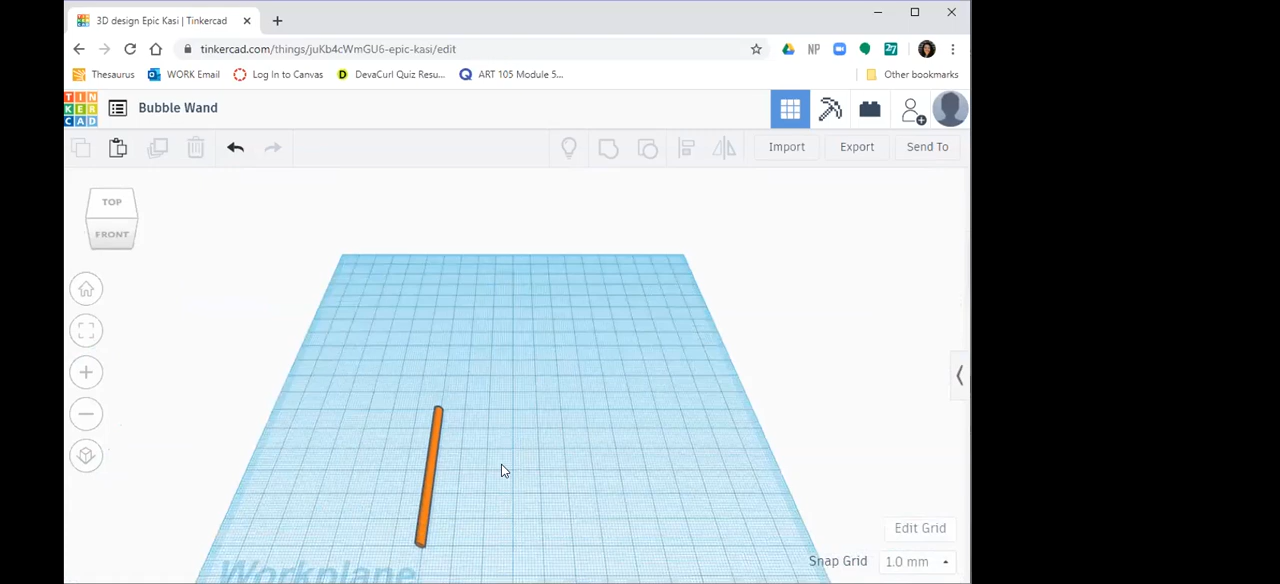 3D design Epic Kasi | Tinkercad
tinkercad.com/things/juKb4cWmGU6-epic-kasi/edit
NP
27
Thesaurus
WORK Email
Log In to Canvas
D
DevaCurl Quiz Resu...
Q
ART 105 Module 5...
Other bookmarks
TIN
KER
CAD
Bubble Wand
Import
Export
Send To
TOP
FRONT
Workplane
Edit Grid
Snap Grid
1.0 mm